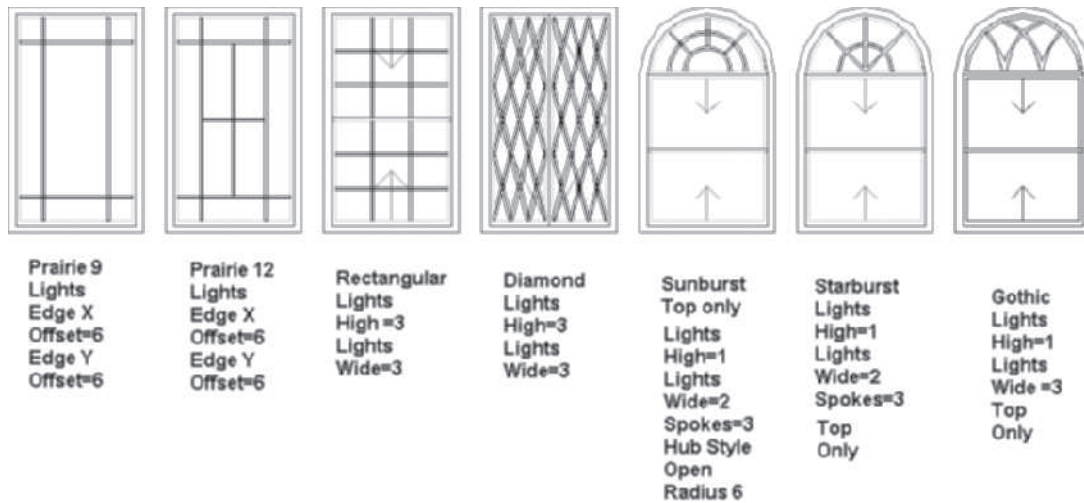 Prairie 9
Lights
Edge X
Offset=6
Edge Y
Offset=6
Prairie 12
Lights
Edge X
Offset=6
Edge Y
Offset=6
Rectangular
Lights
High =3
Lights
Wide=3
Diamond
Lights
High=3
Lights
Wide=3
Sunburst
Top only
Lights
High=1
Lights
Wide=2
Spokes=3
Hub Style
Open
Radius 6
Starburst
Lights
High=1
Lights
Wide=2
Spokes=3
Top
Only
Gothic
Lights
High=1
Lights
Wide =3
Top
Only